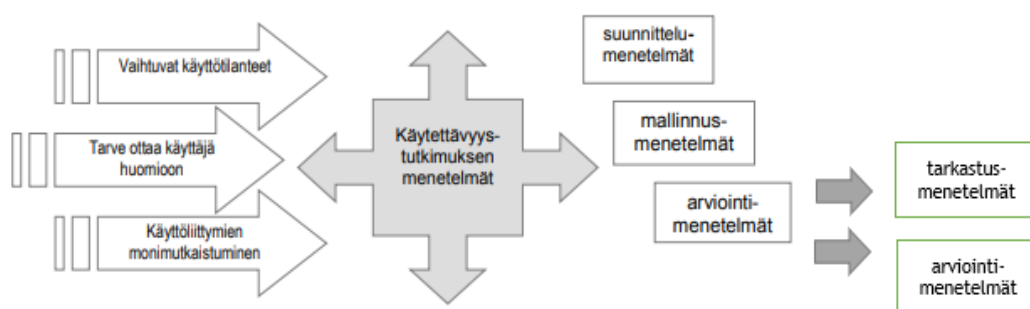 Vaihtuvat käyttötilanteet
Tarve ottaa käyttäjä
huomioon
Käyttöliittymien
monimutkaistuminen
Käytettävyys-
tutkimuksen
menetelmät
suunnittelu-
menetelmät
mallinnus-
menetelmät
arviointi-
menetelmät
tarkastus-
menetelmät
arviointi-
menetelmät